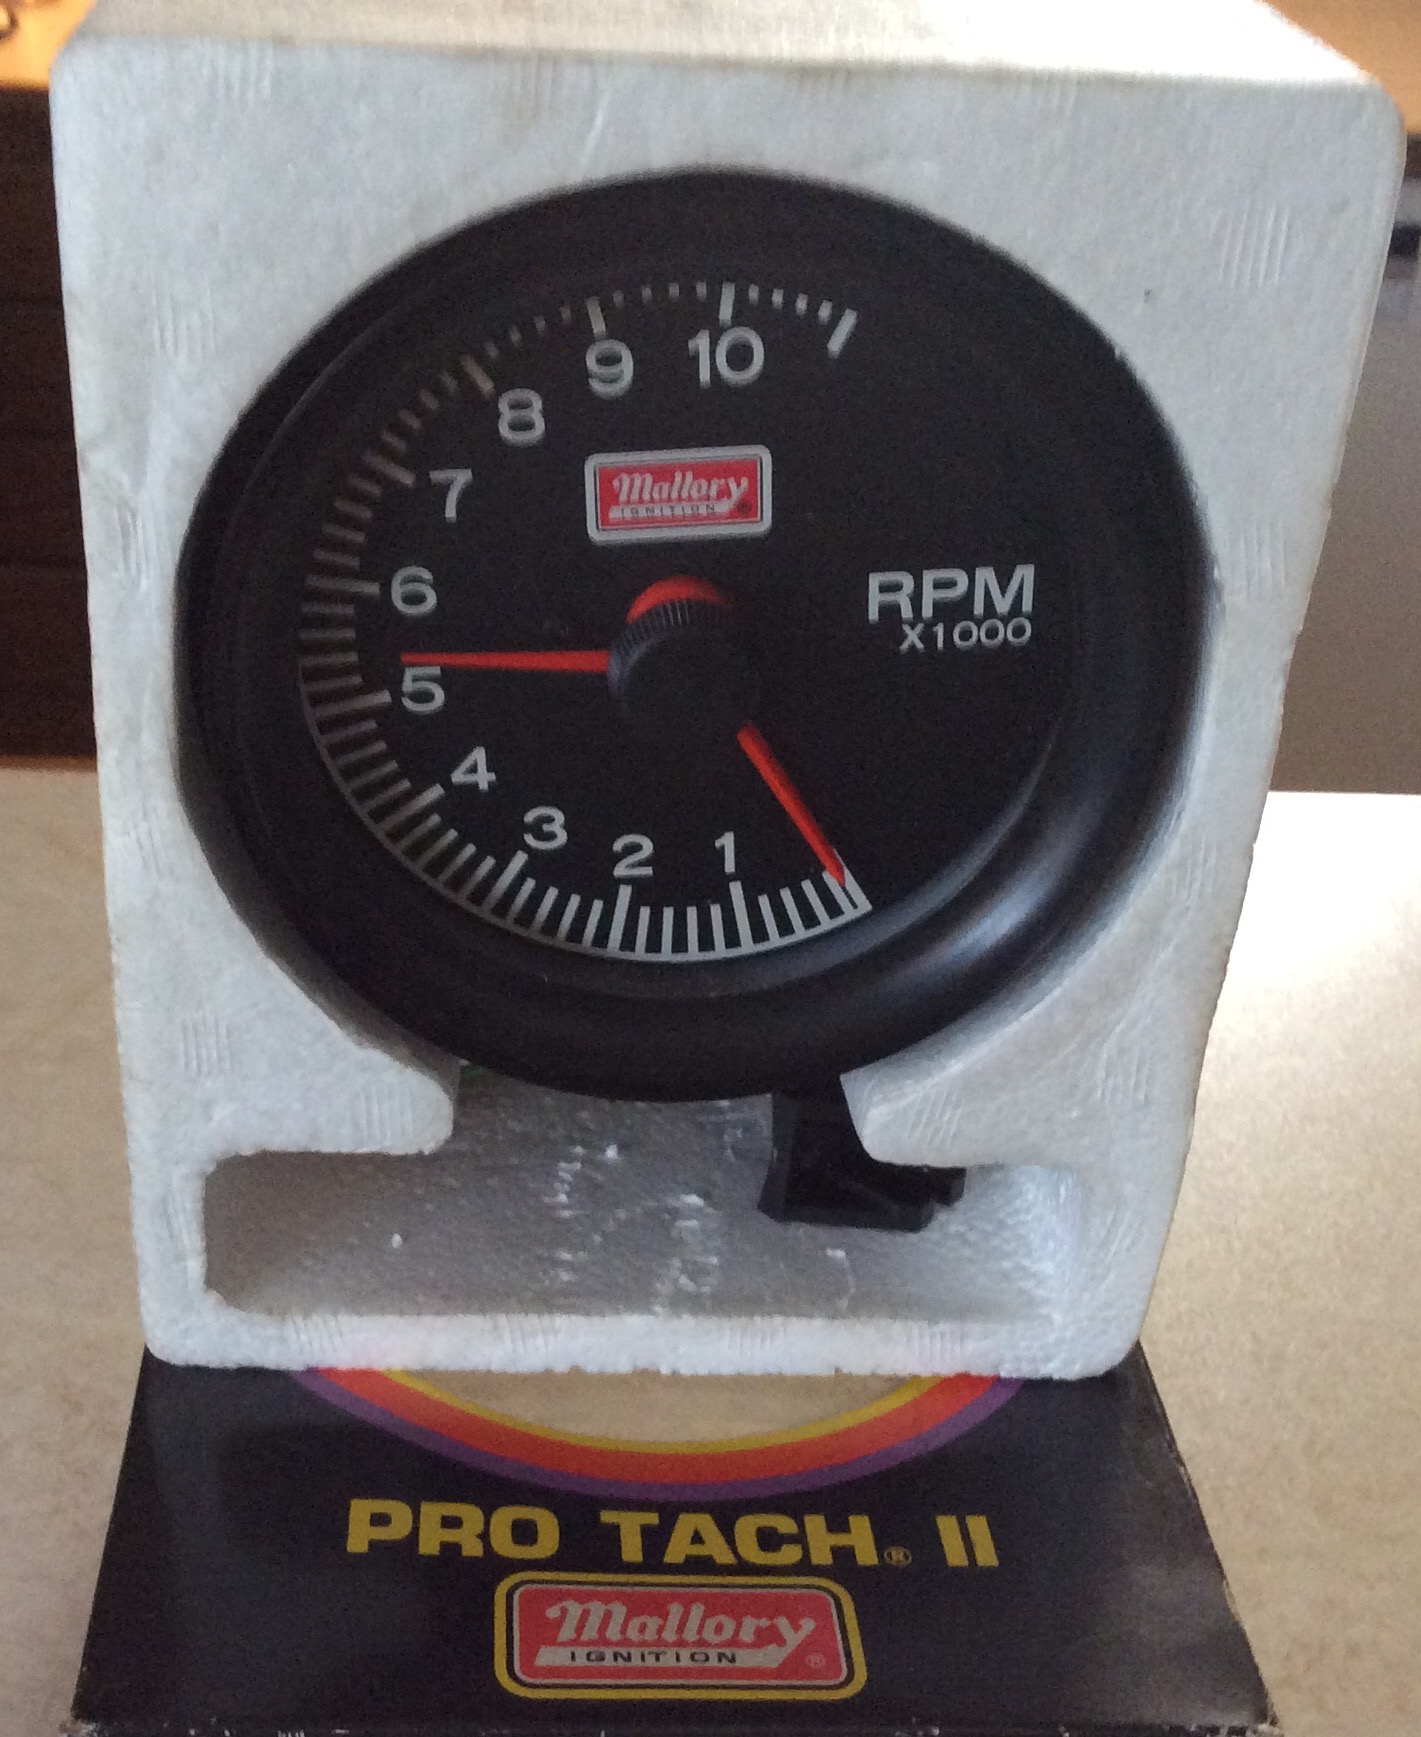 10
9
8
7
6
5
4
3
2
1
Mallory
IGNITION ®
RPM
X1000
PRO TACH® II
Mallory
IGNITION ®